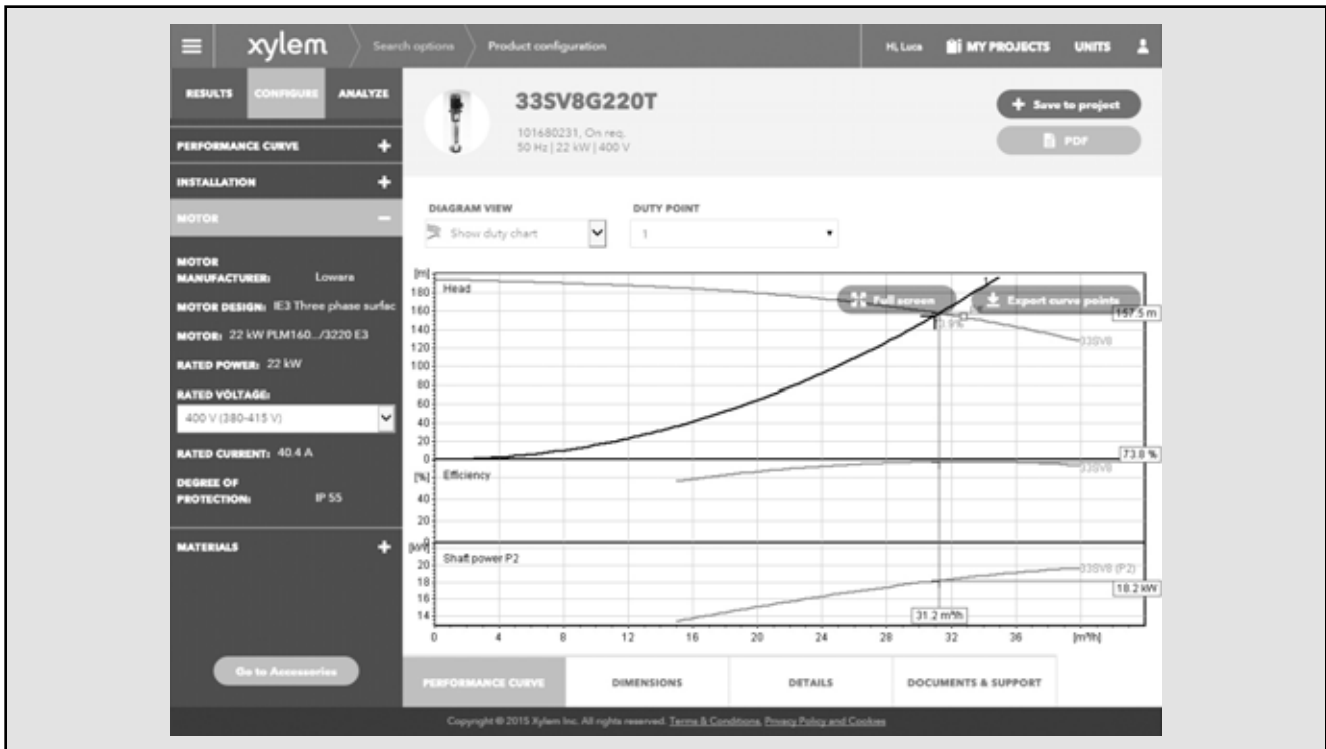 xylem
Search options
Product configuration
Hi, Luca
MY PROJECTS
UNITS
RESULTS
CONFIGURE
ANALYZE
PERFORMANCE CURVE +
INSTALLATION +
MOTOR −
MOTOR
MANUFACTURER: Lowara
MOTOR DESIGN: IE3 Three phase surfac
MOTOR: 22 kW PLM160.../3220 E3
RATED POWER: 22 kW
RATED VOLTAGE:
400 V (380-415 V)
RATED CURRENT: 40.4 A
DEGREE OF
PROTECTION: IP 55
MATERIALS +
Go to Accessories
33SV8G220T
101680231, On req.
50 Hz | 22 kW | 400 V
+ Save to project
PDF
DIAGRAM VIEW
Show duty chart
DUTY POINT
1
[m]
Head
Full screen
Export curve points
180
160
140
120
100
80
60
40
20
0
1
157.5 m
33SV8
73.8 %
[%]
Efficiency
33SV8
40
20
0
[kW]
Shaft power P2
33SV8 (P2)
20
18
16
14
18.2 kW
31.2 m³/h
0 4 8 12 16 20 24 28 32 36 [m³/h]
PERFORMANCE CURVE
DIMENSIONS
DETAILS
DOCUMENTS & SUPPORT
Copyright © 2015 Xylem Inc. All rights reserved. Terms & Conditions, Privacy Policy and Cookies